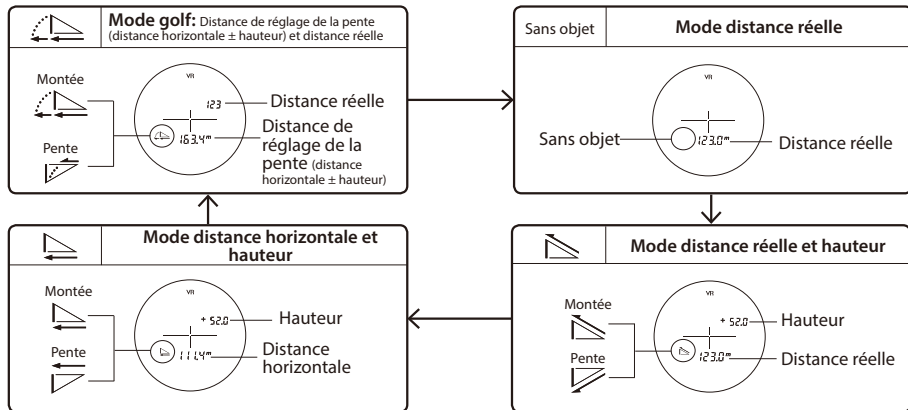 Mode golf: Distance de réglage de la pente
(distance horizontale ± hauteur) et distance réelle
Montée
Pente
VR
123
163.4m
Distance réelle
Distance de
réglage de la
pente (distance
horizontale ± hauteur)
Sans objet
Mode distance réelle
VR
Sans objet
123.0m
Distance réelle
Mode distance horizontale et
hauteur
Montée
Pente
VR
+ 52.0
111.4m
Hauteur
Distance
horizontale
Mode distance réelle et hauteur
Montée
Pente
VR
+ 52.0
123.0m
Hauteur
Distance réelle